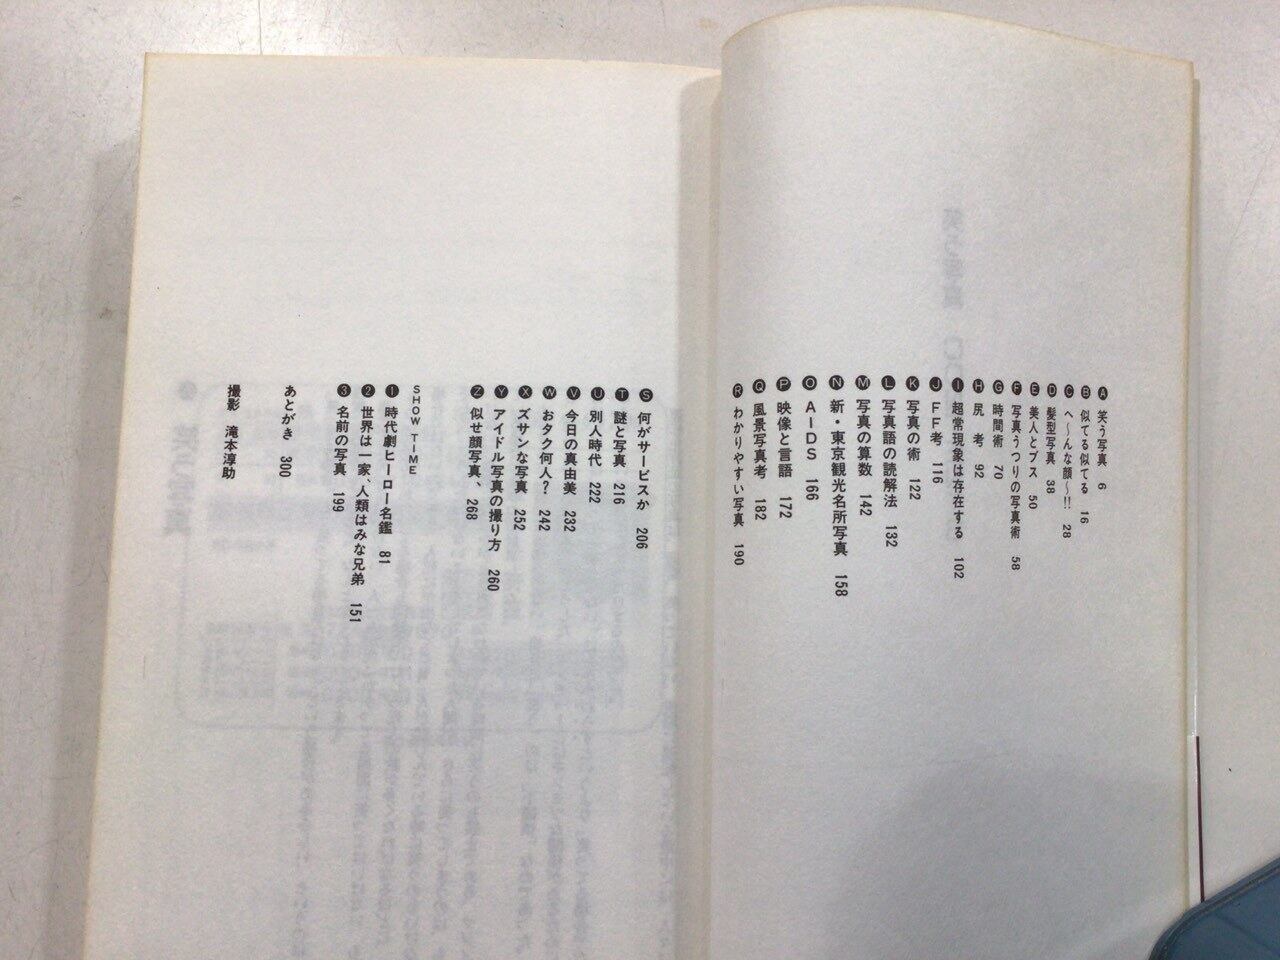 A 笑う写真 6
B 似てる似てる 16
C へ〜んな顔〜!! 28
D 髪型写真 38
E 美人とブス 50
F 写真うつりの写真術 58
G 時間術 70
H 尻考 92
I 超常現象は存在する 102
J FF考 116
K 写真の術 122
L 写真語の読解法 132
M 写真の算数 142
N 新・東京観光名所写真 158
O AIDS 166
P 映像と言語 172
Q 風景写真考 182
R わかりやすい写真 190
S 何がサービスか 206
T 謎と写真 216
U 別人時代 222
V 今日の真由美 232
W おタク何人? 242
X ズサンな写真 252
Y アイドル写真の撮り方 260
Z 似せ顔写真、 268
SHOW TIME
1 時代劇ヒーロー名鑑 81
2 世界は一家、人類はみな兄弟 151
3 名前の写真 199
あとがき 300
撮影 滝本淳助